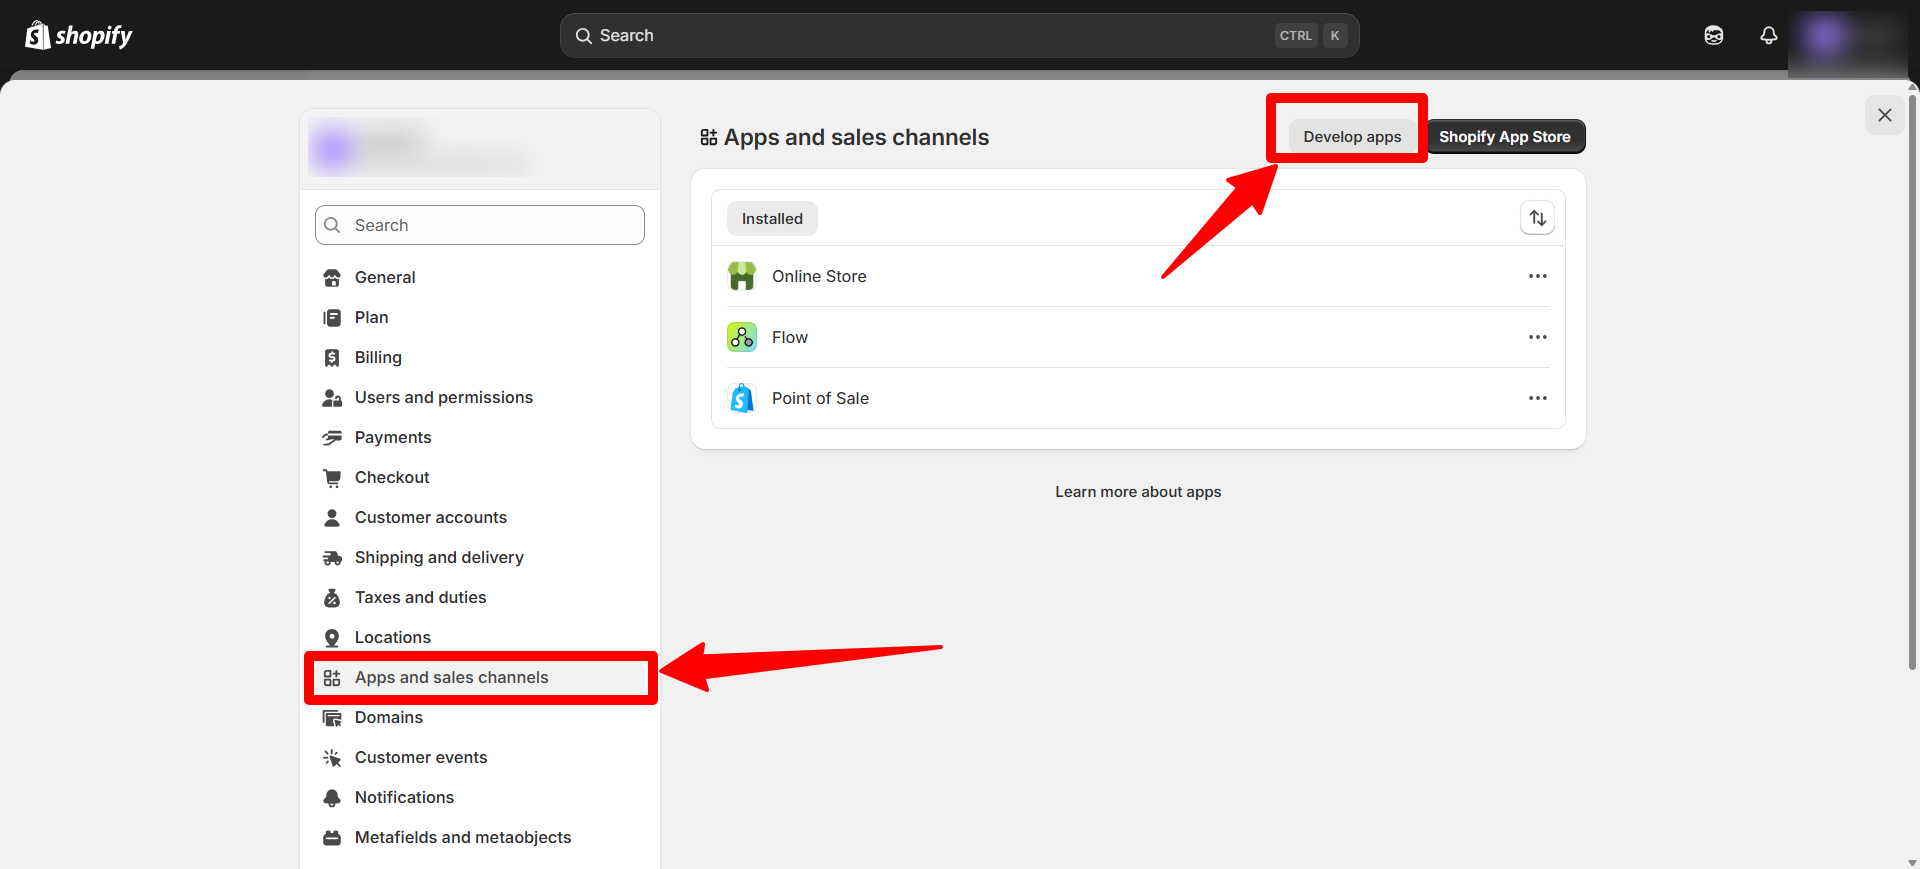 shopify
Search
CTRL K
Search
General
Plan
Billing
Users and permissions
Payments
Checkout
Customer accounts
Shipping and delivery
Taxes and duties
Locations
Apps and sales channels
Domains
Customer events
Notifications
Metafields and metaobjects
Apps and sales channels
Develop apps
Shopify App Store
Installed
Online Store
Flow
Point of Sale
Learn more about apps